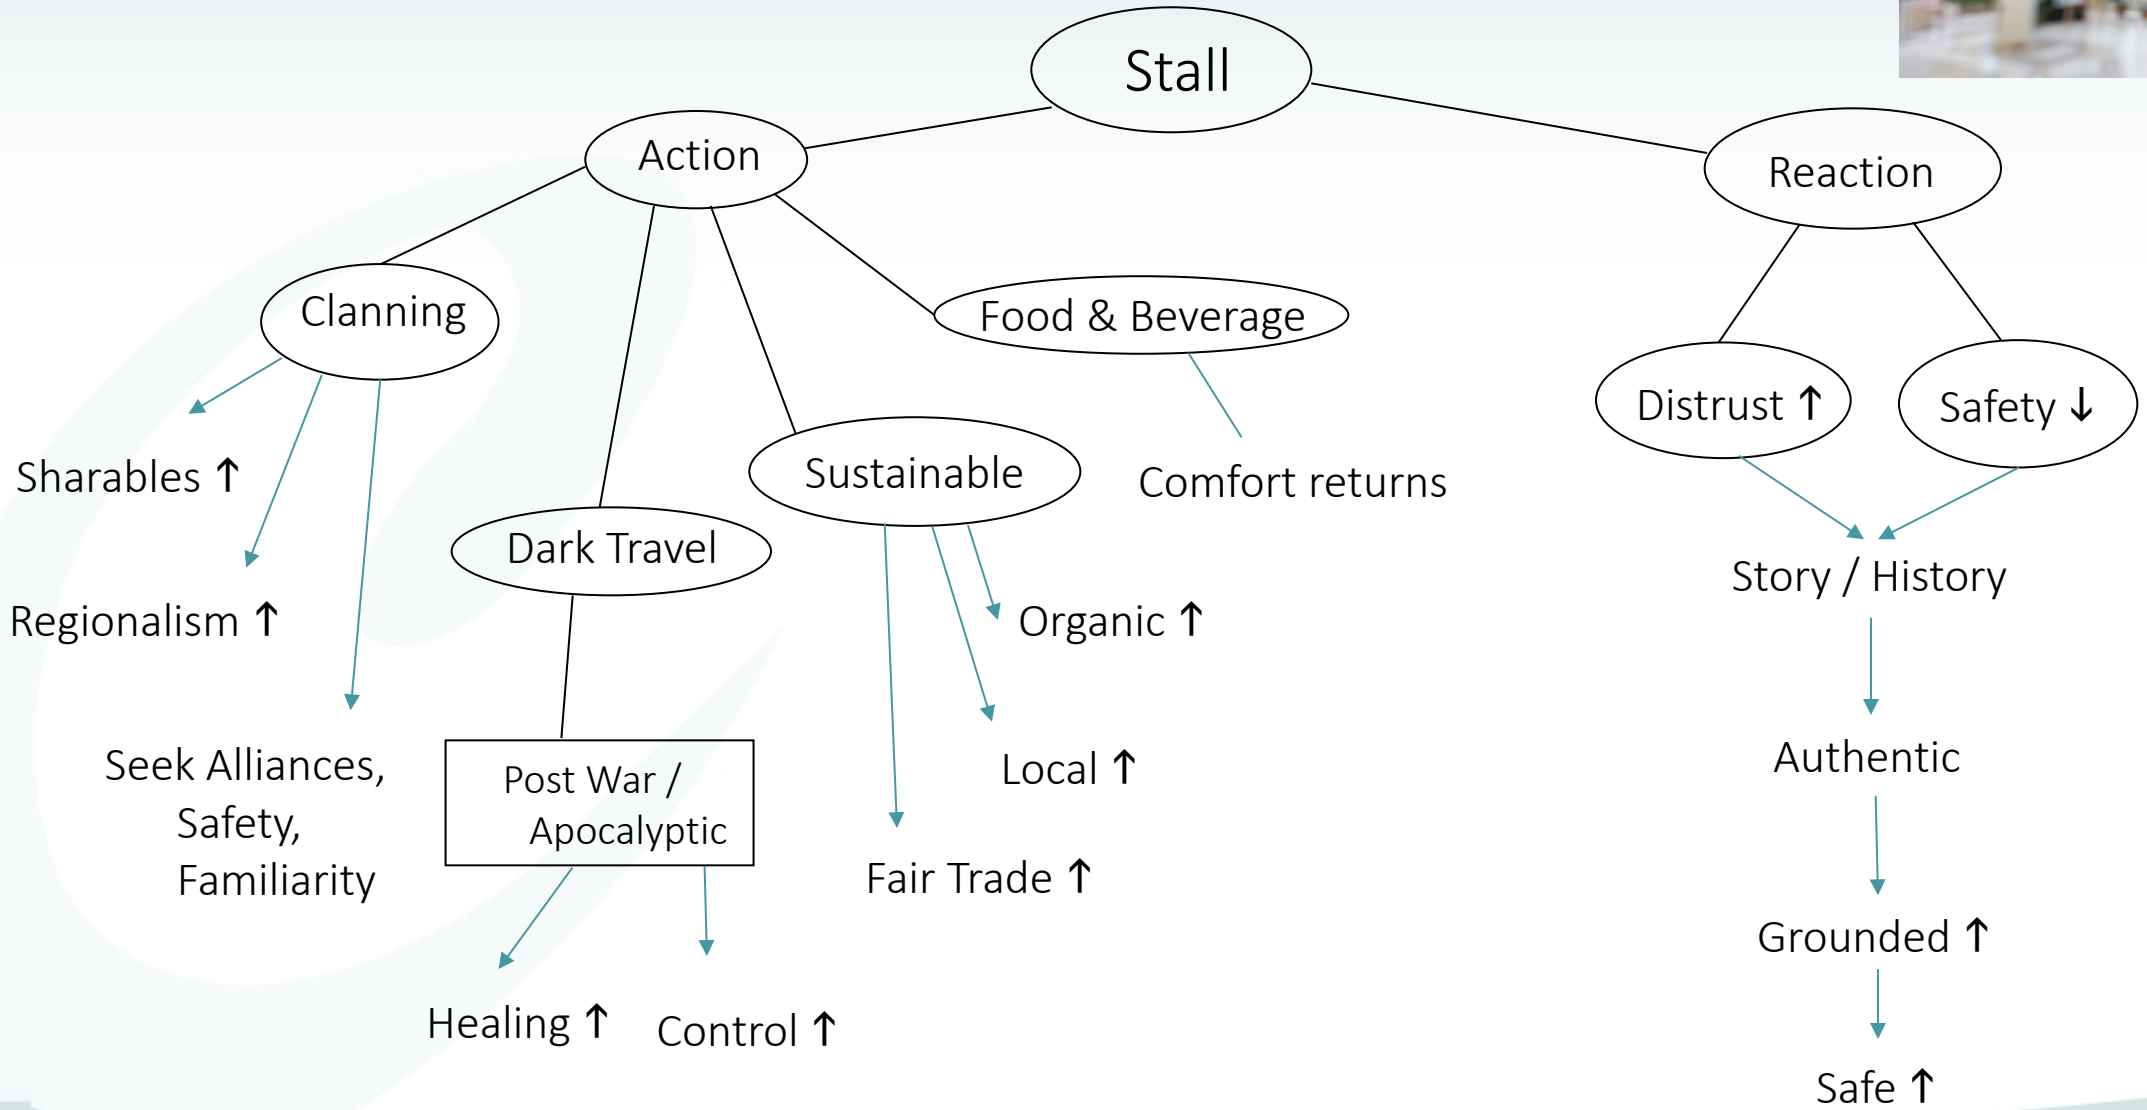 Stall
Action
Reaction
Clanning
Food & Beverage
Distrust ↑
Safety ↓
Sharables ↑
Sustainable
Comfort returns
Dark Travel
Story / History
Regionalism ↑
Organic ↑
Seek Alliances,
Safety,
Familiarity
Post War /
Apocalyptic
Local ↑
Authentic
Fair Trade ↑
Grounded ↑
Healing ↑
Control ↑
Safe ↑